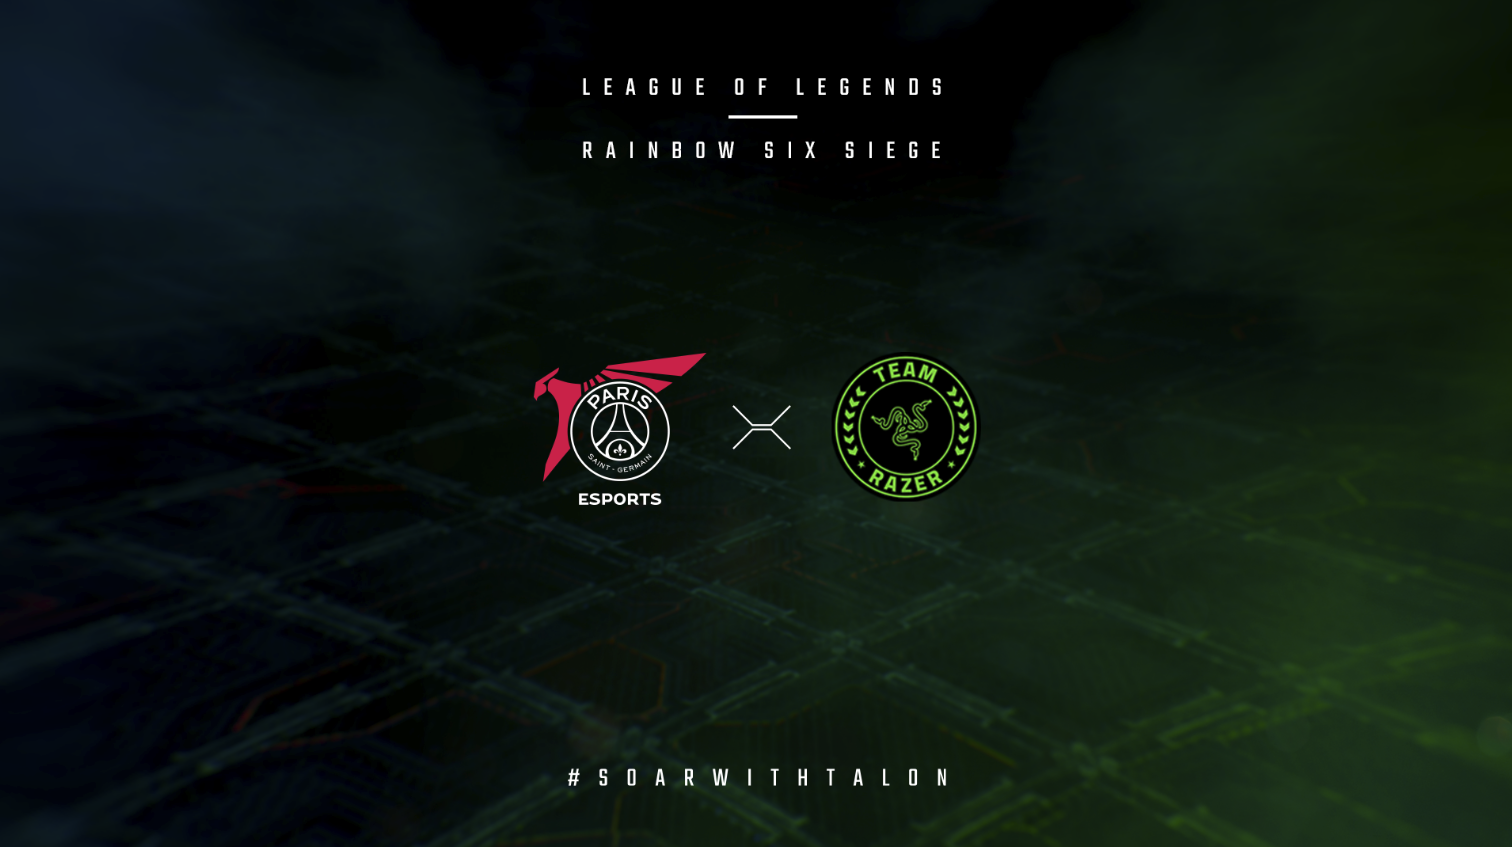 LEAGUE OF LEGENDS
RAINBOW SIX SIEGE
PARIS
SAINT-GERMAIN
ESPORTS
TEAM
RAZER
#SOARWITHTALON